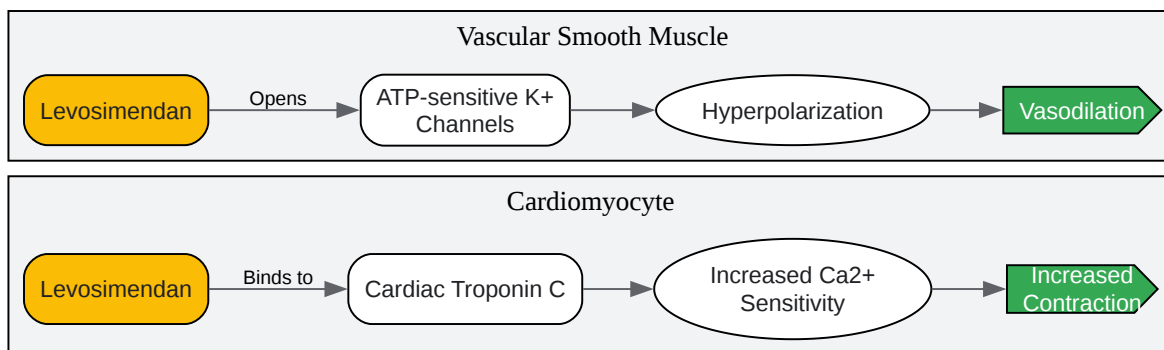 Vascular Smooth Muscle
Levosimendan
Opens
ATP-sensitive K+
Channels
Hyperpolarization
Vasodilation
Cardiomyocyte
Levosimendan
Binds to
Cardiac Troponin C
Increased Ca2+
Sensitivity
Increased
Contraction